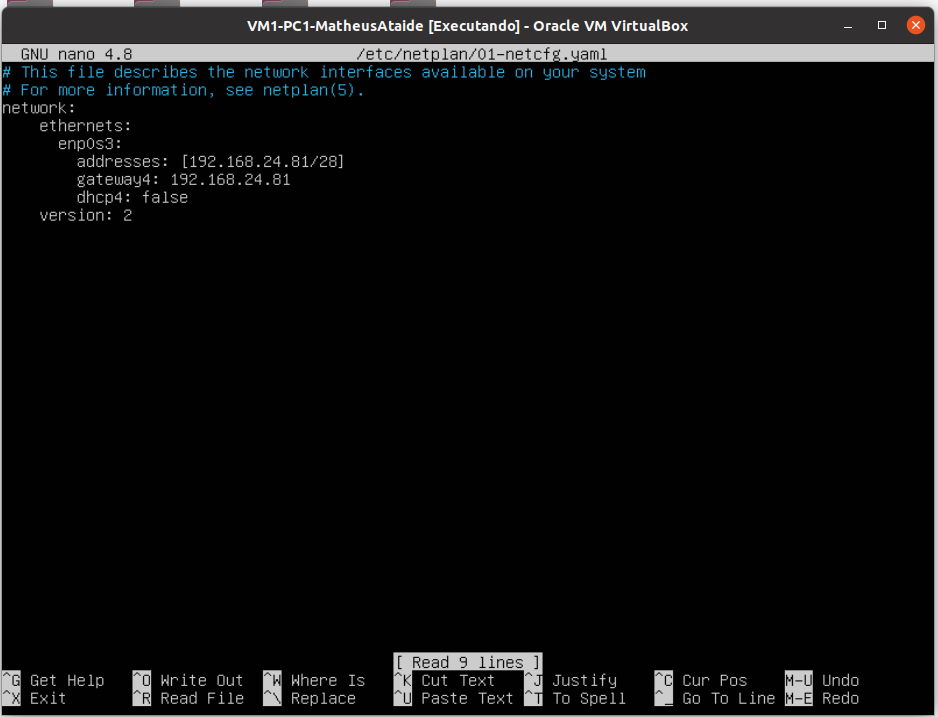 VM1-PC1-MatheusAtaide [Executando] - Oracle VM VirtualBox
GNU nano 4.8 /etc/netplan/01-netcfg.yaml
# This file describes the network interfaces available on your system
# For more information, see netplan(5).
network:
    ethernets:
      enp0s3:
        addresses: [192.168.24.81/28]
        gateway4: 192.168.24.81
        dhcp4: false
    version: 2
[ Read 9 lines ]
^G Get Help ^O Write Out ^W Where Is ^K Cut Text ^J Justify ^C Cur Pos M-U Undo
^X Exit ^R Read File ^\ Replace ^U Paste Text ^T To Spell ^_ Go To Line M-E Redo